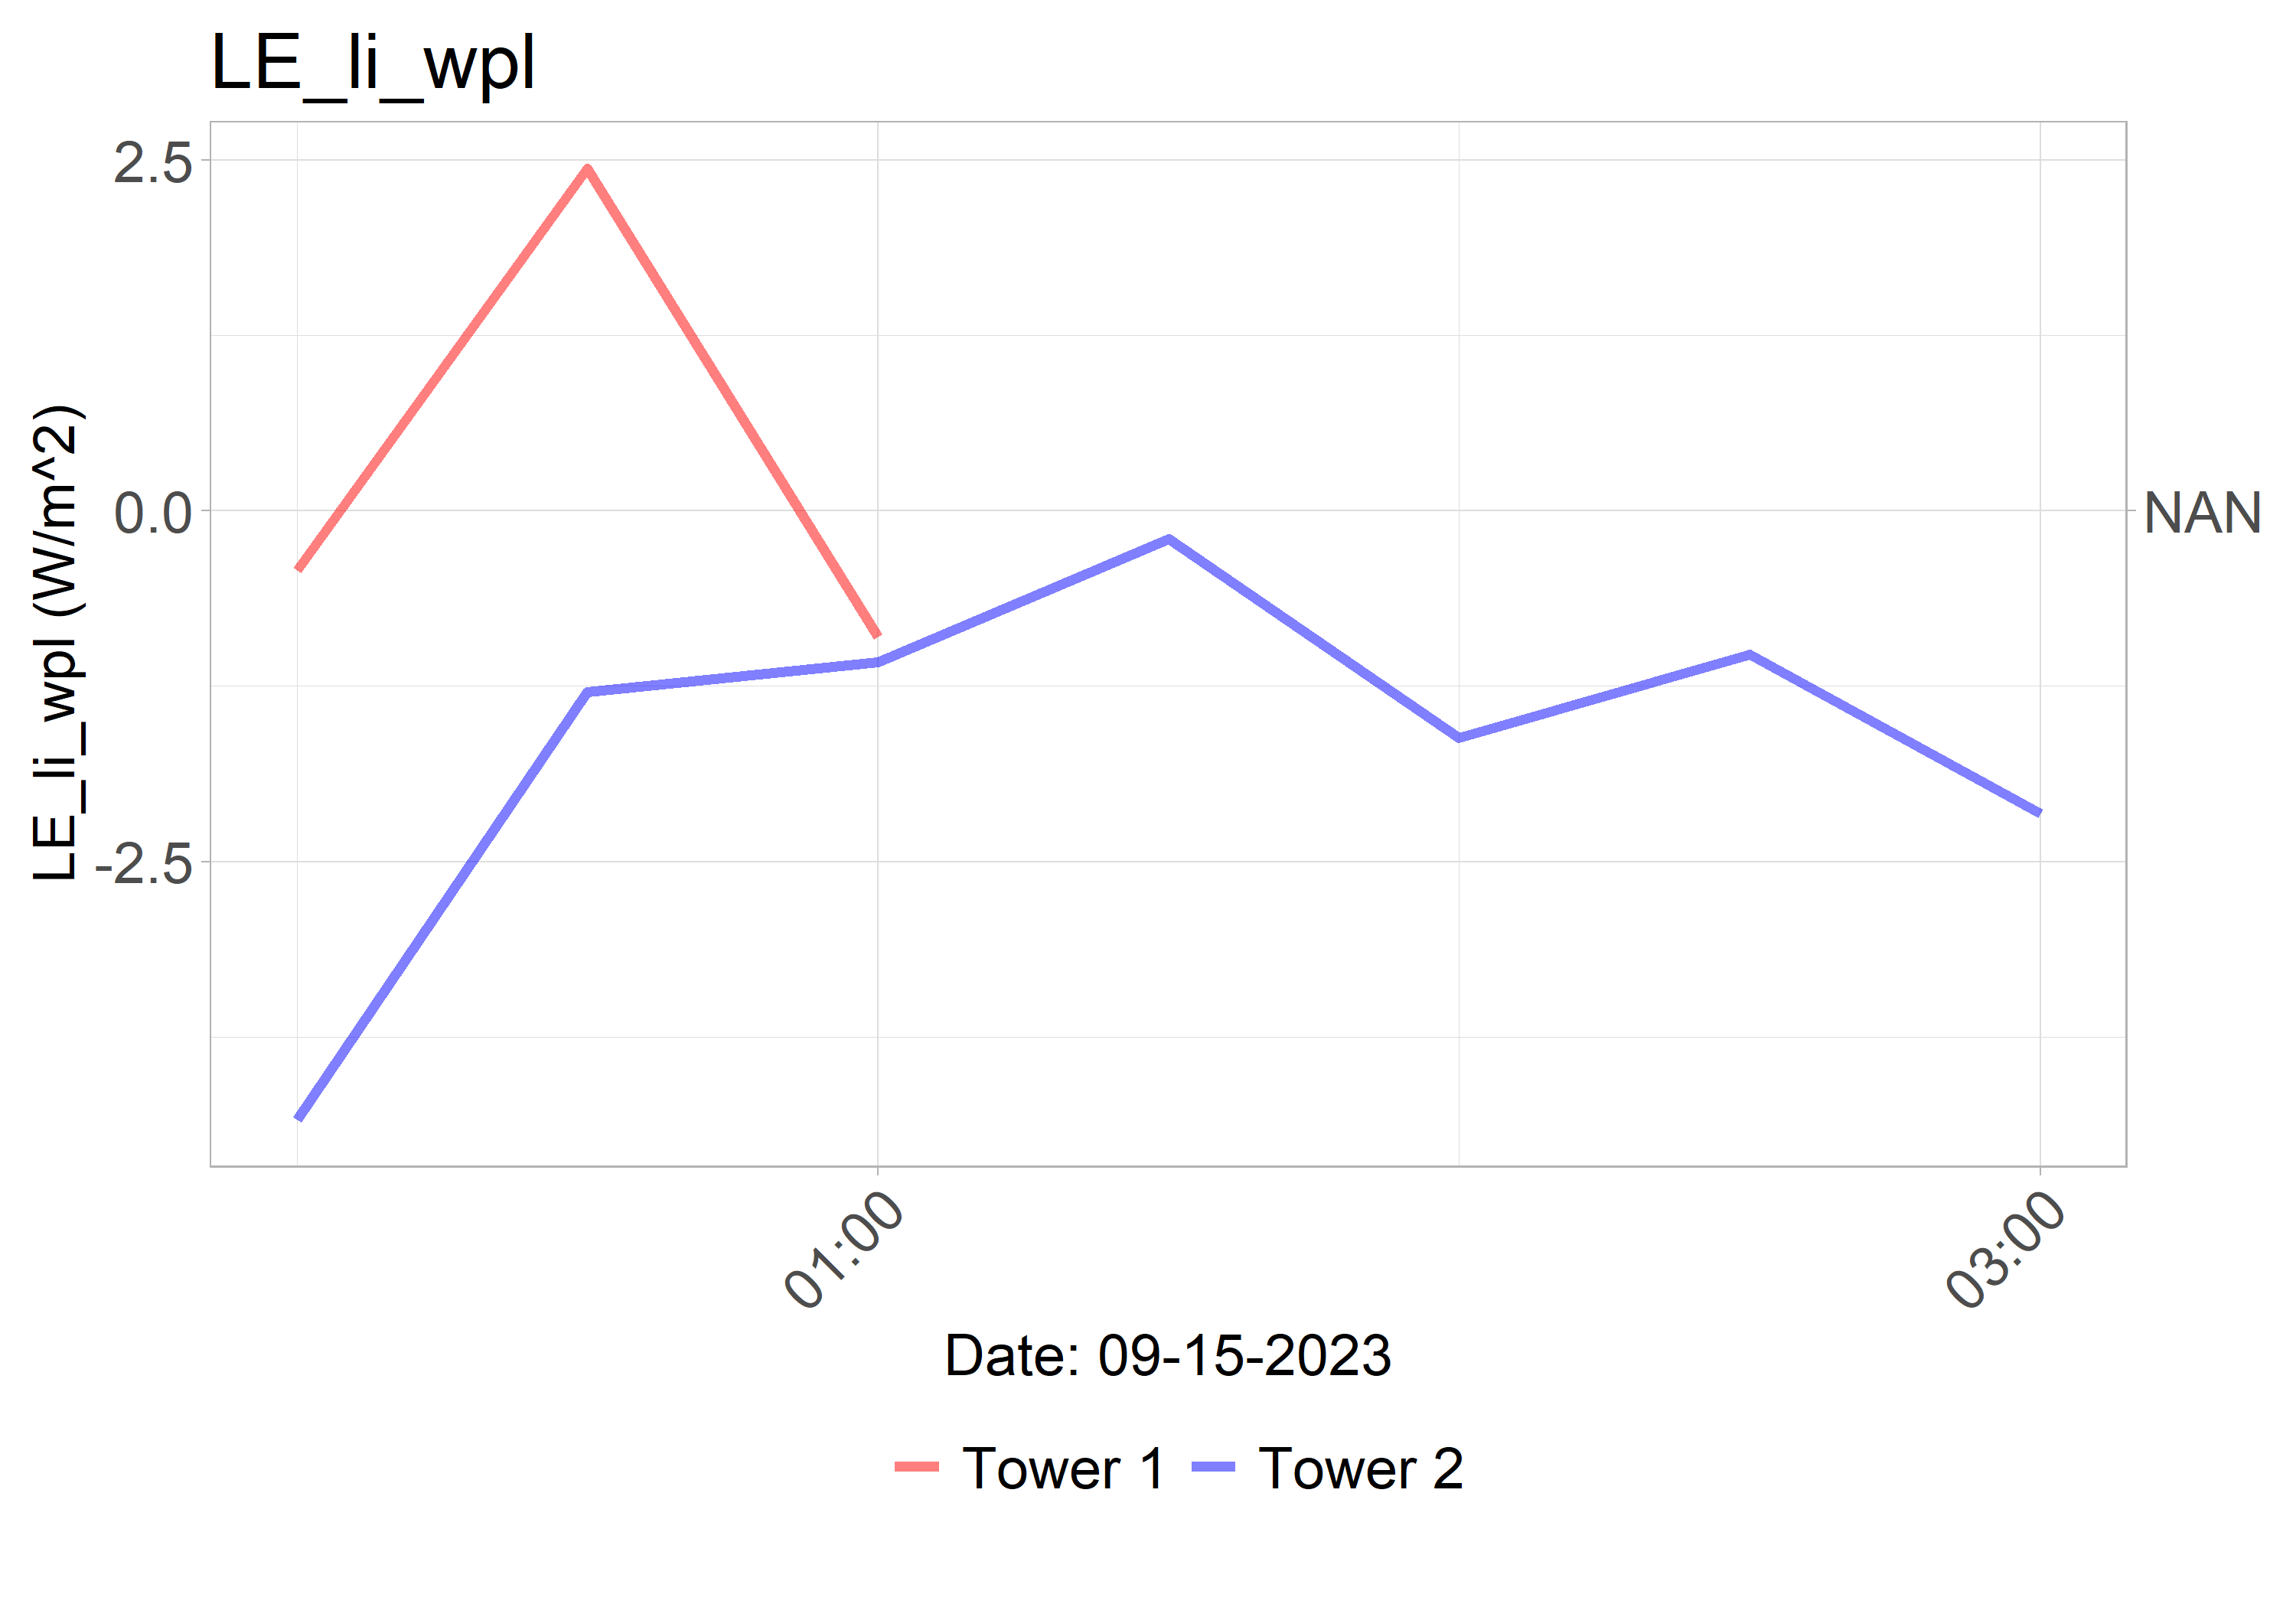 LE_li_wpl
LE_li_wpl (W/m^2)
2.5
0.0
-2.5
NAN
01:00
03:00
Date: 09-15-2023
Tower 1
Tower 2